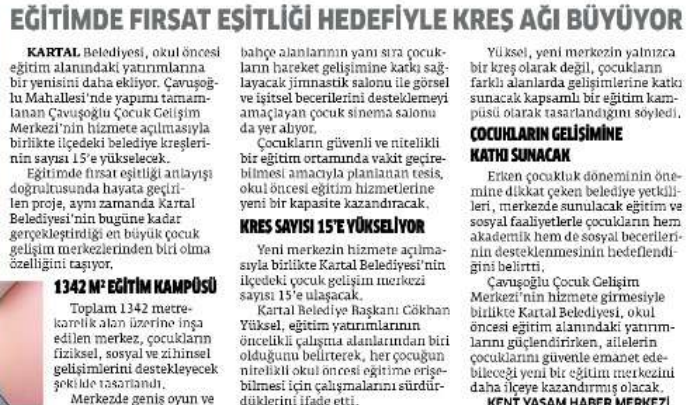 EĞİTİMDE FIRSAT EŞİTLİĞİ HEDEFİYLE KREŞ AĞI BÜYÜYOR
KARTAL Belediyesi, okul öncesi
eğitim alanındaki yatırımlarına
bir yenisini daha ekliyor. Çavuşoğ-
lu Mahallesi'nde yapımı tamam-
lanan Çavuşoğlu Çocuk Gelişim
Merkezi'nin hizmete açılmasıyla
birlikte ilçedeki belediye kreşleri-
nin sayısı 15'e yükselecek.
Eğitimde fırsat eşitliği anlayışı
doğrultusunda hayata geçiri-
len proje, aynı zamanda Kartal
Belediyesi'nin bugüne kadar
gerçekleştirdiği en büyük çocuk
gelişim merkezlerinden biri olma
özelliğini taşıyor.
1342 M² EĞİTİM KAMPÜSÜ
Toplam 1342 metre-
karelik alan üzerine inşa
edilen merkez, çocukların
fiziksel, sosyal ve zihinsel
gelişimlerini destekleyecek
şekilde tasarlandı.
Merkezde geniş oyun ve
bahçe alanlarının yanı sıra çocuk-
ların hareket gelişimine katkı sağ-
layacak jimnastik salonu ile görsel
ve işitsel becerilerini desteklemeyi
amaçlayan çocuk sinema salonu
da yer alıyor.
Çocukların güvenli ve nitelikli
bir eğitim ortamında vakit geçire-
bilmesi amacıyla planlanan tesis,
okul öncesi eğitim hizmetlerine
yeni bir kapasite kazandıracak.
KREŞ SAYISI 15'E YÜKSELİYOR
Yeni merkezin hizmete açılma-
sıyla birlikte Kartal Belediyesi'nin
ilçedeki çocuk gelişim merkezi
sayısı 15'e ulaşacak.
Kartal Belediye Başkanı Gökhan
Yüksel, eğitim yatırımlarının
öncelikli çalışma alanlarından biri
olduğunu belirterek, her çocuğun
nitelikli okul öncesi eğitime erişe-
bilmesi için çalışmalarını sürdür-
düklerini ifade etti.
Yüksel, yeni merkezin yalnızca
bir kreş olarak değil, çocukların
farklı alanlarda gelişimlerine katkı
sunacak kapsamlı bir eğitim kam-
püsü olarak tasarlandığını söyledi.
ÇOCUKLARIN GELİŞİMİNE
KATKI SUNACAK
Erken çocukluk döneminin öne-
mine dikkat çeken belediye yetkili-
leri, merkezde sunulacak eğitim ve
sosyal faaliyetlerle çocukların hem
akademik hem de sosyal becerileri-
nin desteklenmesinin hedeflendi-
ğini belirtti.
Çavuşoğlu Çocuk Gelişim
Merkezi'nin hizmete girmesiyle
birlikte Kartal Belediyesi, okul
öncesi eğitim alanındaki yatırım-
larını güçlendirirken, ailelerin
çocuklarını güvenle emanet ede-
bileceği yeni bir eğitim merkezini
daha ilçeye kazandırmış olacak.
KENT YAŞAM HABER MERKEZİ